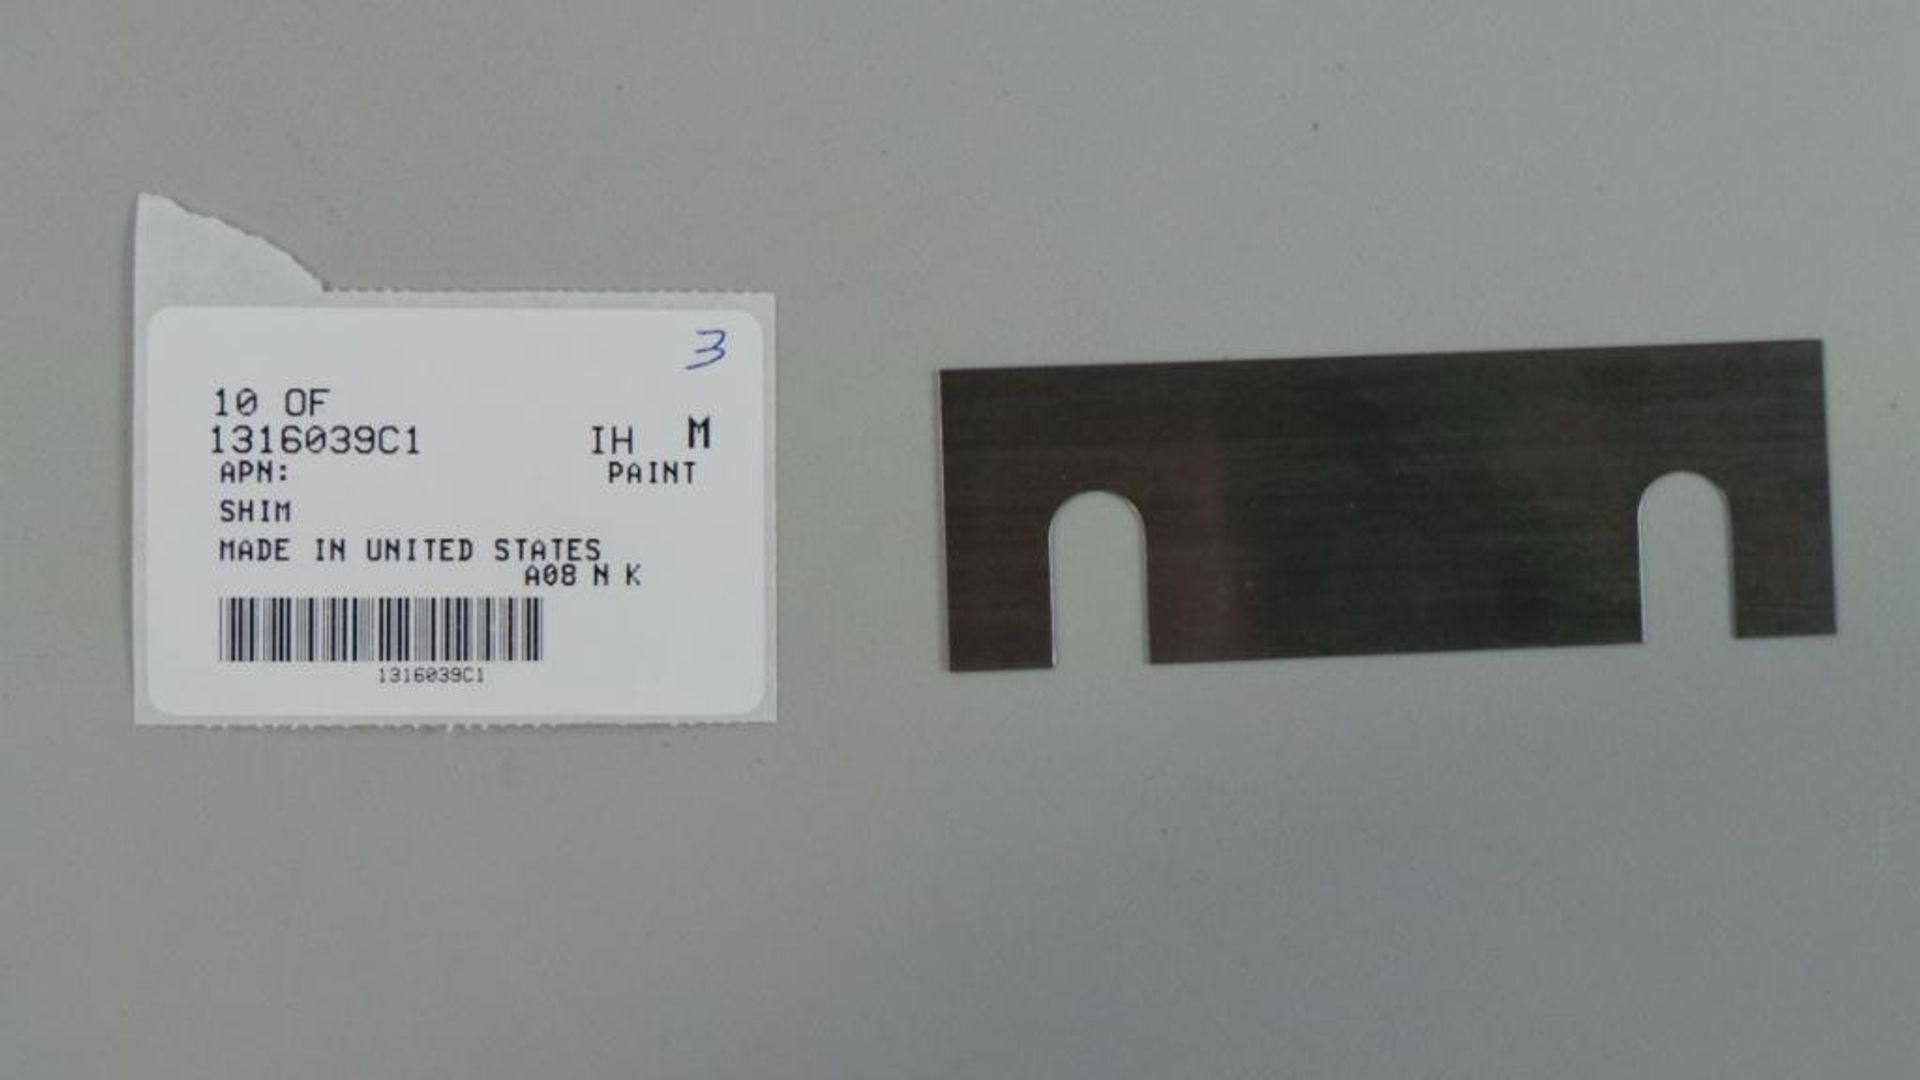 3
10 OF
1316039C1 IH M
APN: PAINT
SHIM
MADE IN UNITED STATES
A08 N K
1316039C1